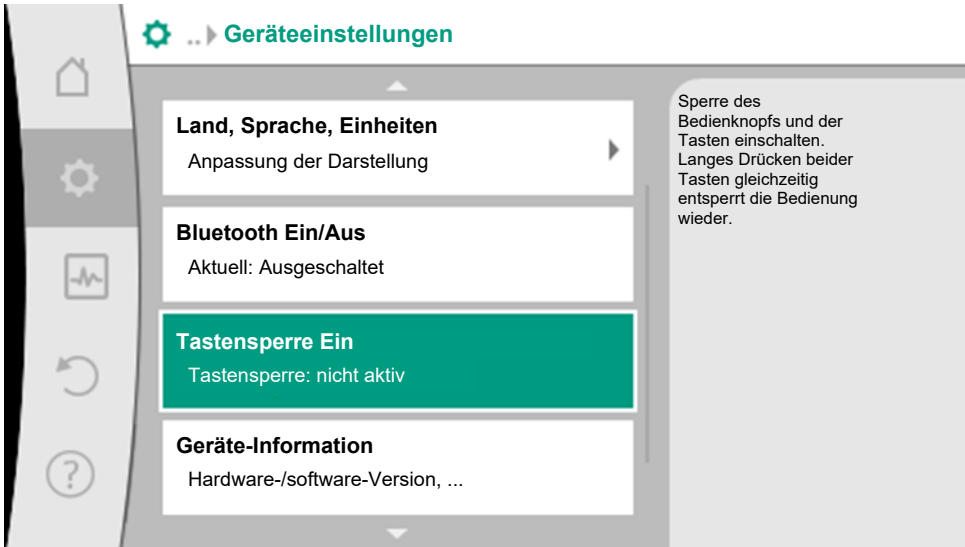 .. Geräteeinstellungen
Land, Sprache, Einheiten
Anpassung der Darstellung
Bluetooth Ein/Aus
Aktuell: Ausgeschaltet
Tastensperre Ein
Tastensperre: nicht aktiv
Geräte-Information
Hardware-/software-Version, ...
?
Sperre des
Bedienknopfs und der
Tasten einschalten.
Langes Drücken beider
Tasten gleichzeitig
entsperrt die Bedienung
wieder.